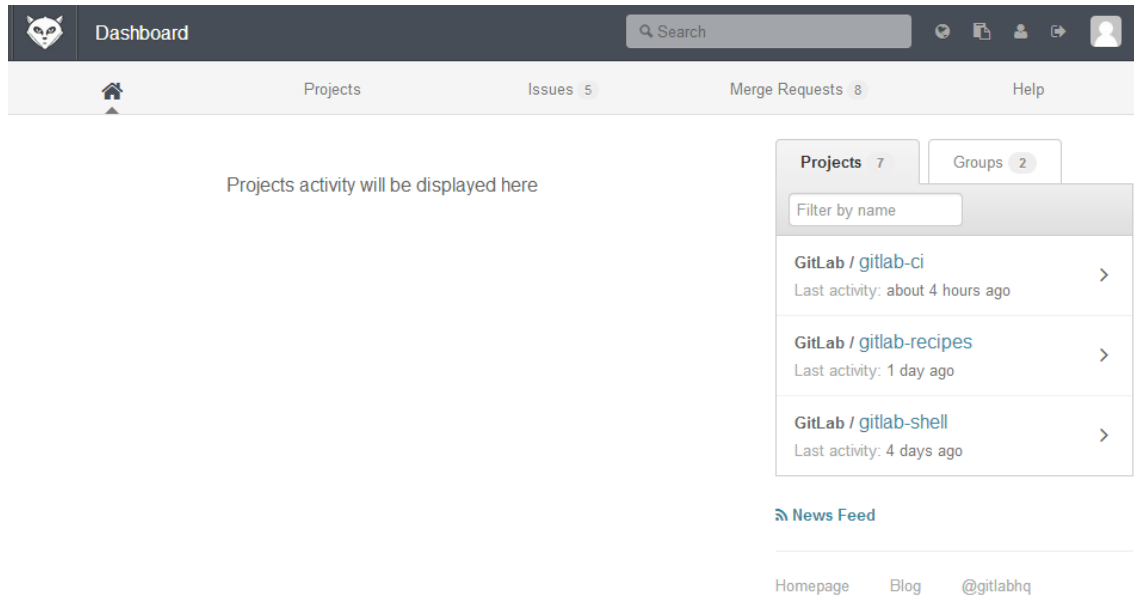 Dashboard Search
Projects Issues 5 Merge Requests 8 Help
Projects activity will be displayed here
Projects 7 Groups 2
Filter by name
GitLab / gitlab-ci
Last activity: about 4 hours ago
GitLab / gitlab-recipes
Last activity: 1 day ago
GitLab / gitlab-shell
Last activity: 4 days ago
News Feed
Homepage Blog @gitlabhq